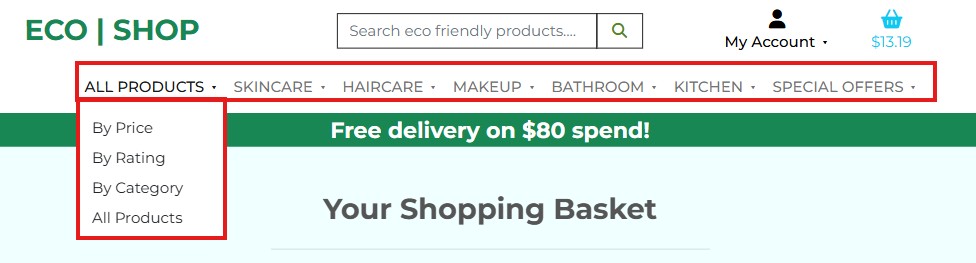 ECO | SHOP
Search eco friendly products....
My Account
$13.19
ALL PRODUCTS SKINCARE HAIRCARE MAKEUP BATHROOM KITCHEN SPECIAL OFFERS
By Price
By Rating
By Category
All Products
Free delivery on $80 spend!
Your Shopping Basket